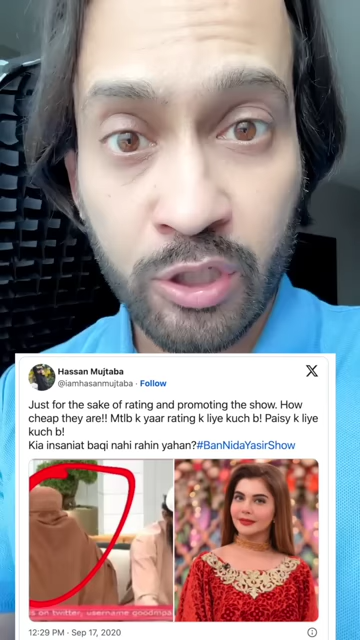 Hassan Mujtaba
@iamhasanmujtaba · Follow
Just for the sake of rating and promoting the show. How
cheap they are!! Mtlb k yaar rating k liye kuch b! Paisy k liye
kuch b!
Kia insaniat baqi nahi rahin yahan?#BanNidaYasirShow
s on twitter, username goodmpa
12:29 PM · Sep 17, 2020